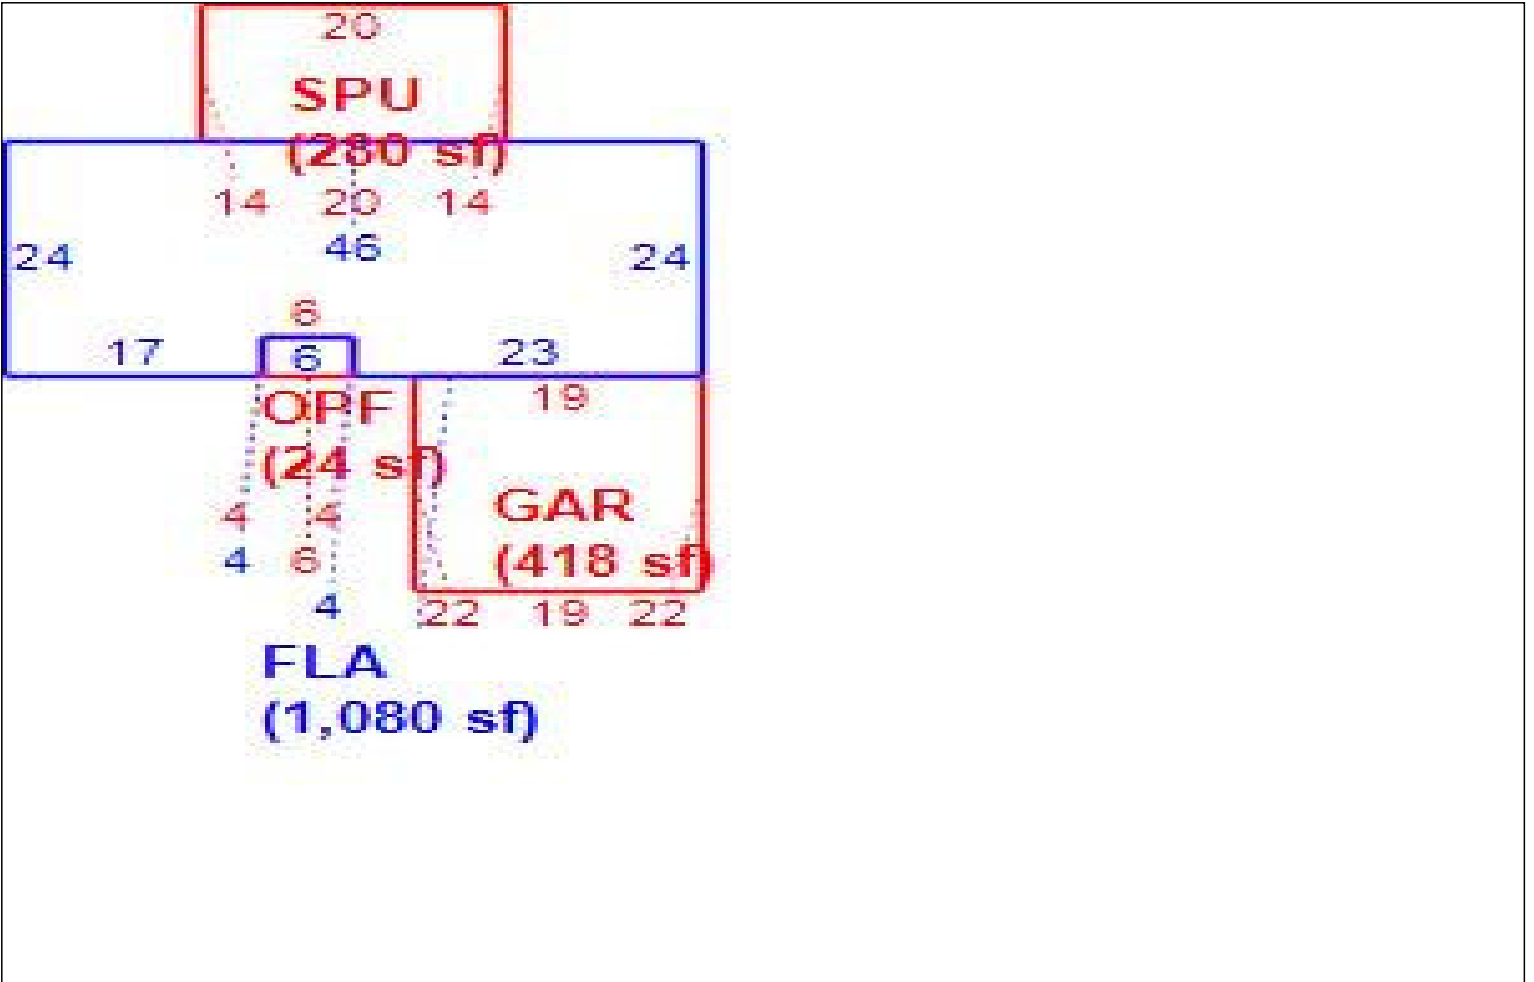 20
SPU
(280 sf)
14 20 14
46
24 24
6
17 6 23
19
OPF
(24 sf)
GAR
4 4
(418 sf)
4 6
4
22 19 22
FLA
(1,080 sf)